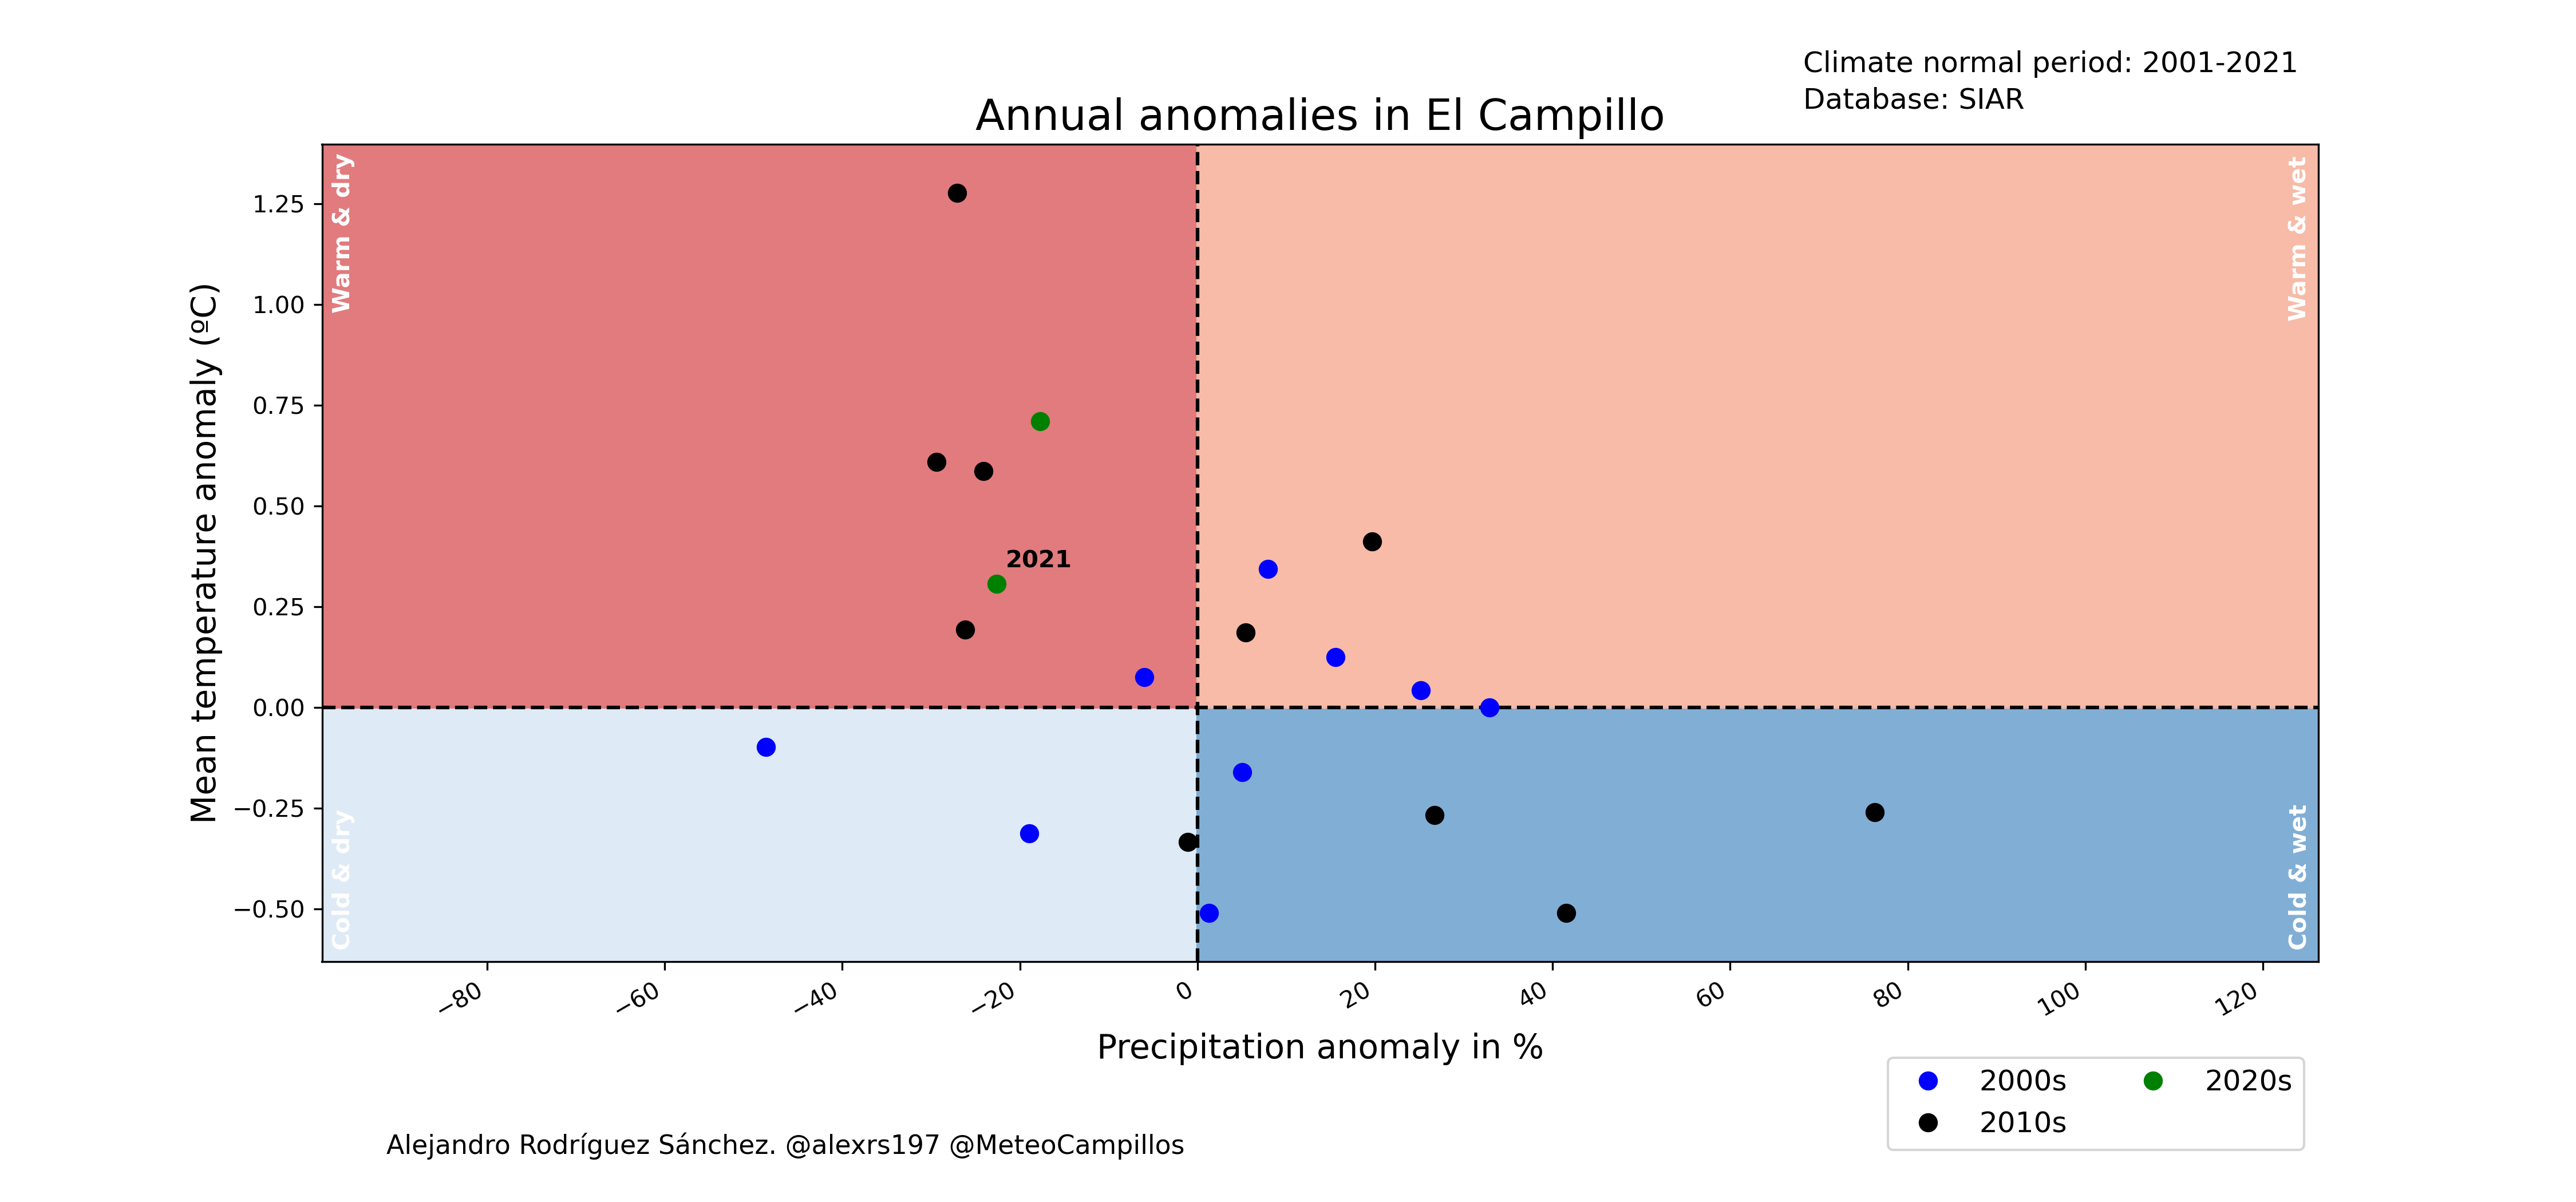 Climate normal period: 2001-2021
Database: SIAR
Annual anomalies in El Campillo
Warm & dry
Warm & wet
Mean temperature anomaly (ºC)
1.25
1.00
0.75
0.50
0.25
0.00
−0.25
−0.50
2021
Cold & dry
Cold & wet
−80
−60
−40
−20
0
20
40
60
80
100
120
Precipitation anomaly in %
2000s
2020s
2010s
Alejandro Rodríguez Sánchez. @alexrs197 @MeteoCampillos